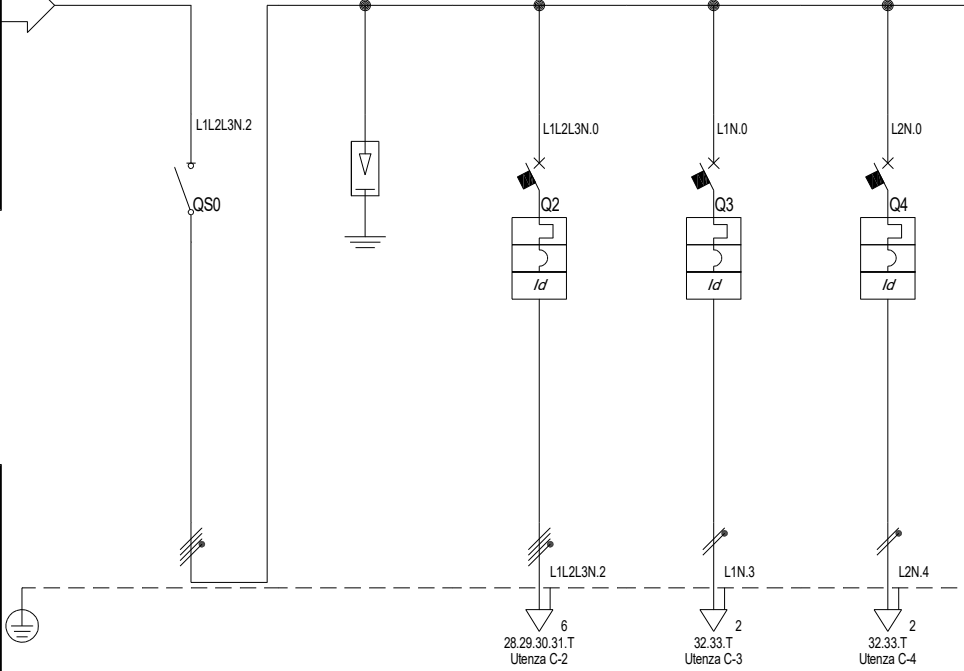 L1L2L3N.2
L1L2L3N.0
L1N.0
L2N.0
QS0
Q2
Q3
Q4
Id
Id
Id
L1L2L3N.2
L1N.3
L2N.4
6
2
2
28.29.30.31.T
32.33.T
32.33.T
Utenza C-2
Utenza C-3
Utenza C-4